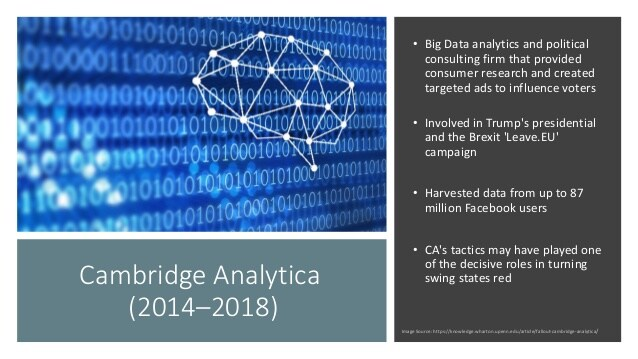 Cambridge Analytica
(2014–2018)
• Big Data analytics and political
consulting firm that provided
consumer research and created
targeted ads to influence voters
• Involved in Trump's presidential
and the Brexit 'Leave.EU'
campaign
• Harvested data from up to 87
million Facebook users
• CA's tactics may have played one
of the decisive roles in turning
swing states red
Image Source: https://knowledge.wharton.upenn.edu/article/fallout-cambridge-analytica/